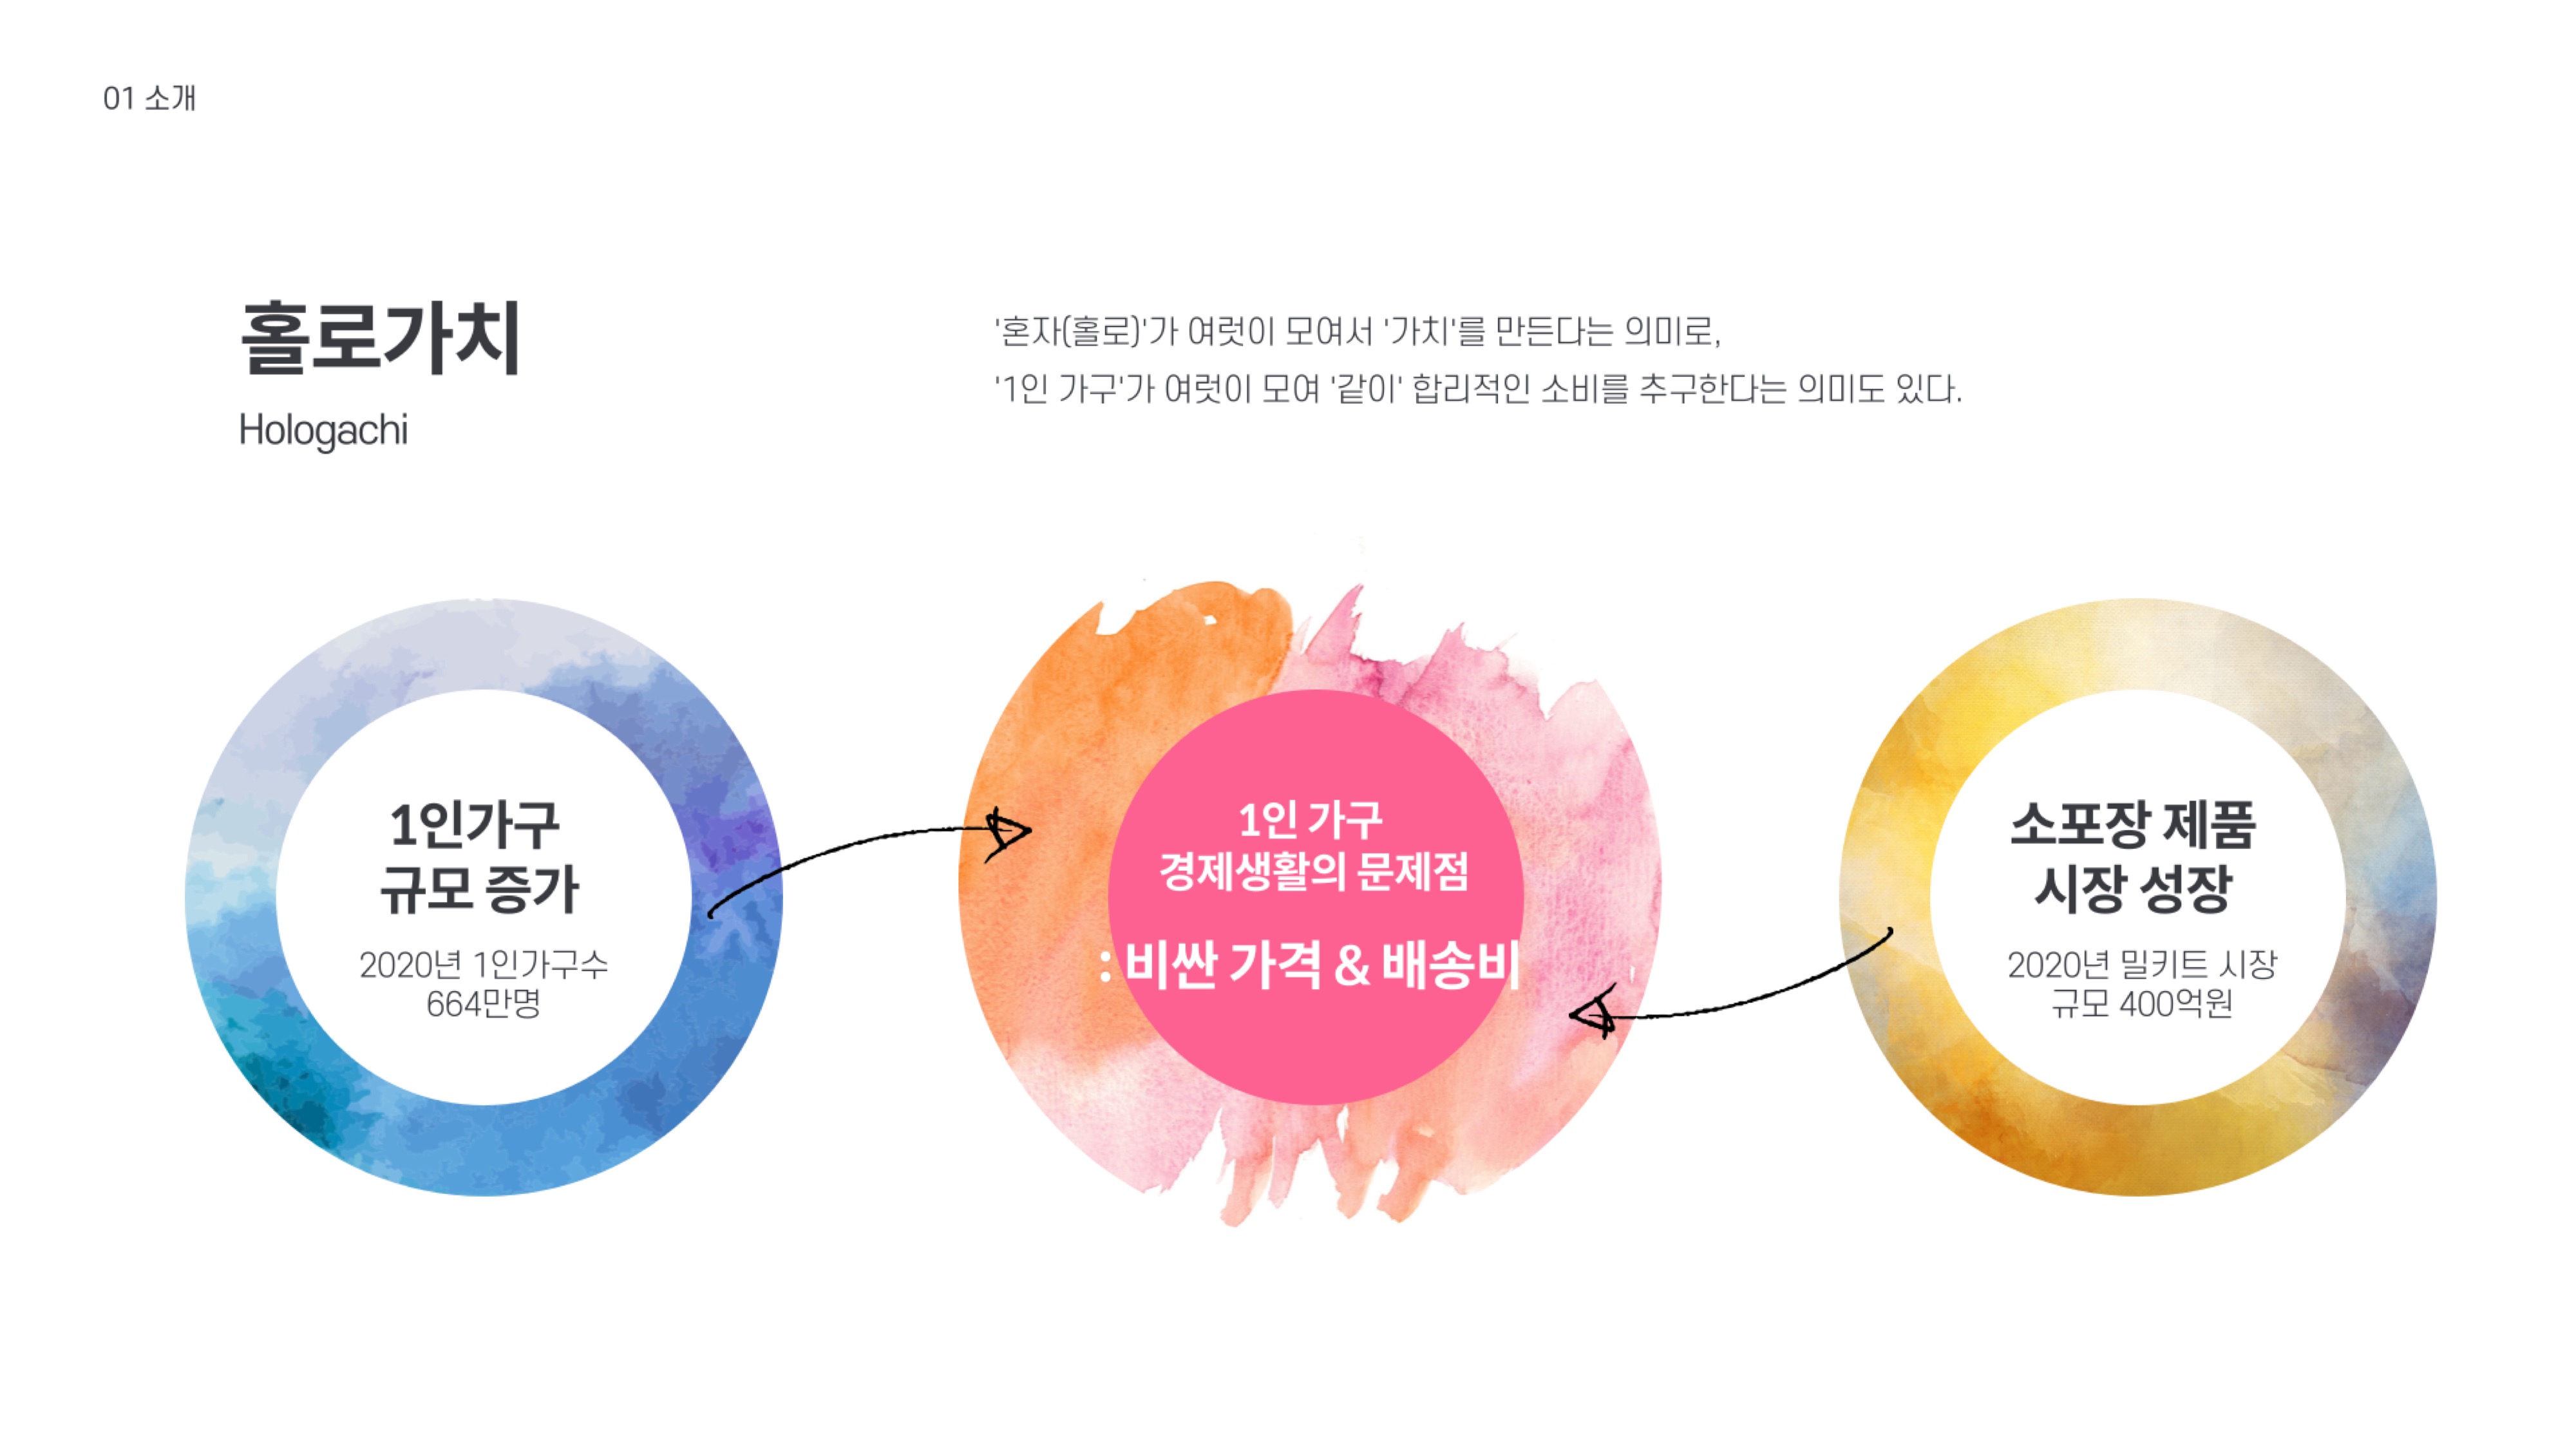 01 소개
홀로가치
Hologachi
'혼자(홀로)'가 여럿이 모여서 '가치'를 만든다는 의미로,
'1인 가구'가 여럿이 모여 '같이' 합리적인 소비를 추구한다는 의미도 있다.
1인가구
규모 증가
2020년 1인가구수
664만명
1인 가구
경제생활의 문제점
: 비싼 가격 & 배송비
소포장 제품
시장 성장
2020년 밀키트 시장
규모 400억원